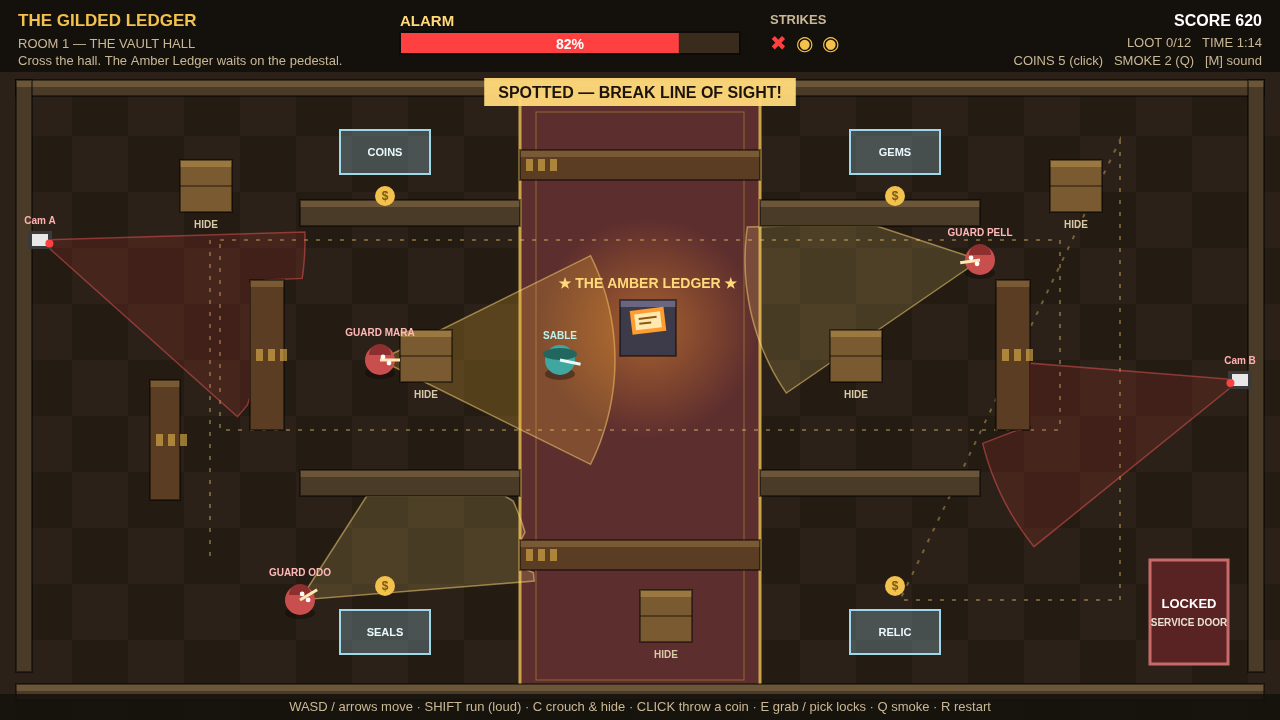 THE GILDED LEDGER
ROOM 1 — THE VAULT HALL
Cross the hall. The Amber Ledger waits on the pedestal.
ALARM
82%
STRIKES
SCORE 620
LOOT 0/12 TIME 1:14
COINS 5 (click) SMOKE 2 (Q) [M] sound
SPOTTED — BREAK LINE OF SIGHT!
COINS
GEMS
$
$
HIDE
HIDE
Cam A
GUARD PELL
★ THE AMBER LEDGER ★
GUARD MARA
SABLE
Cam B
HIDE
HIDE
GUARD ODO
$
$
SEALS
RELIC
LOCKED
SERVICE DOOR
HIDE
WASD / arrows move · SHIFT run (loud) · C crouch & hide · CLICK throw a coin · E grab / pick locks · Q smoke · R restart